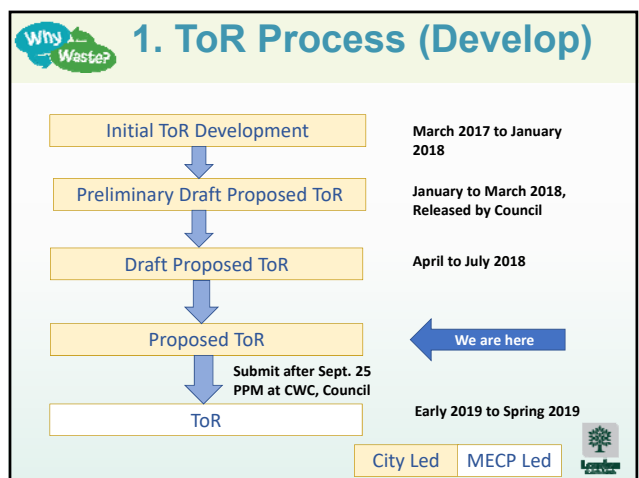 Why
Waste?
1. ToR Process (Develop)
Initial ToR Development
March 2017 to January
2018
Preliminary Draft Proposed ToR
January to March 2018,
Released by Council
Draft Proposed ToR
April to July 2018
Proposed ToR
We are here
Submit after Sept. 25
PPM at CWC, Council
ToR
Early 2019 to Spring 2019
City Led
MECP Led
London